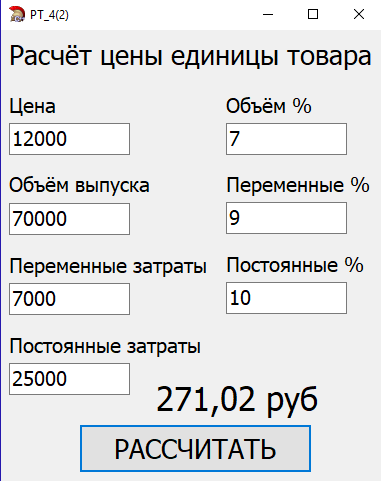 PT_4(2)
Расчёт цены единицы товара
Цена
12000
Объём %
7
Объём выпуска
70000
Переменные %
9
Переменные затраты
7000
Постоянные %
10
Постоянные затраты
25000
271,02 руб
РАССЧИТАТЬ